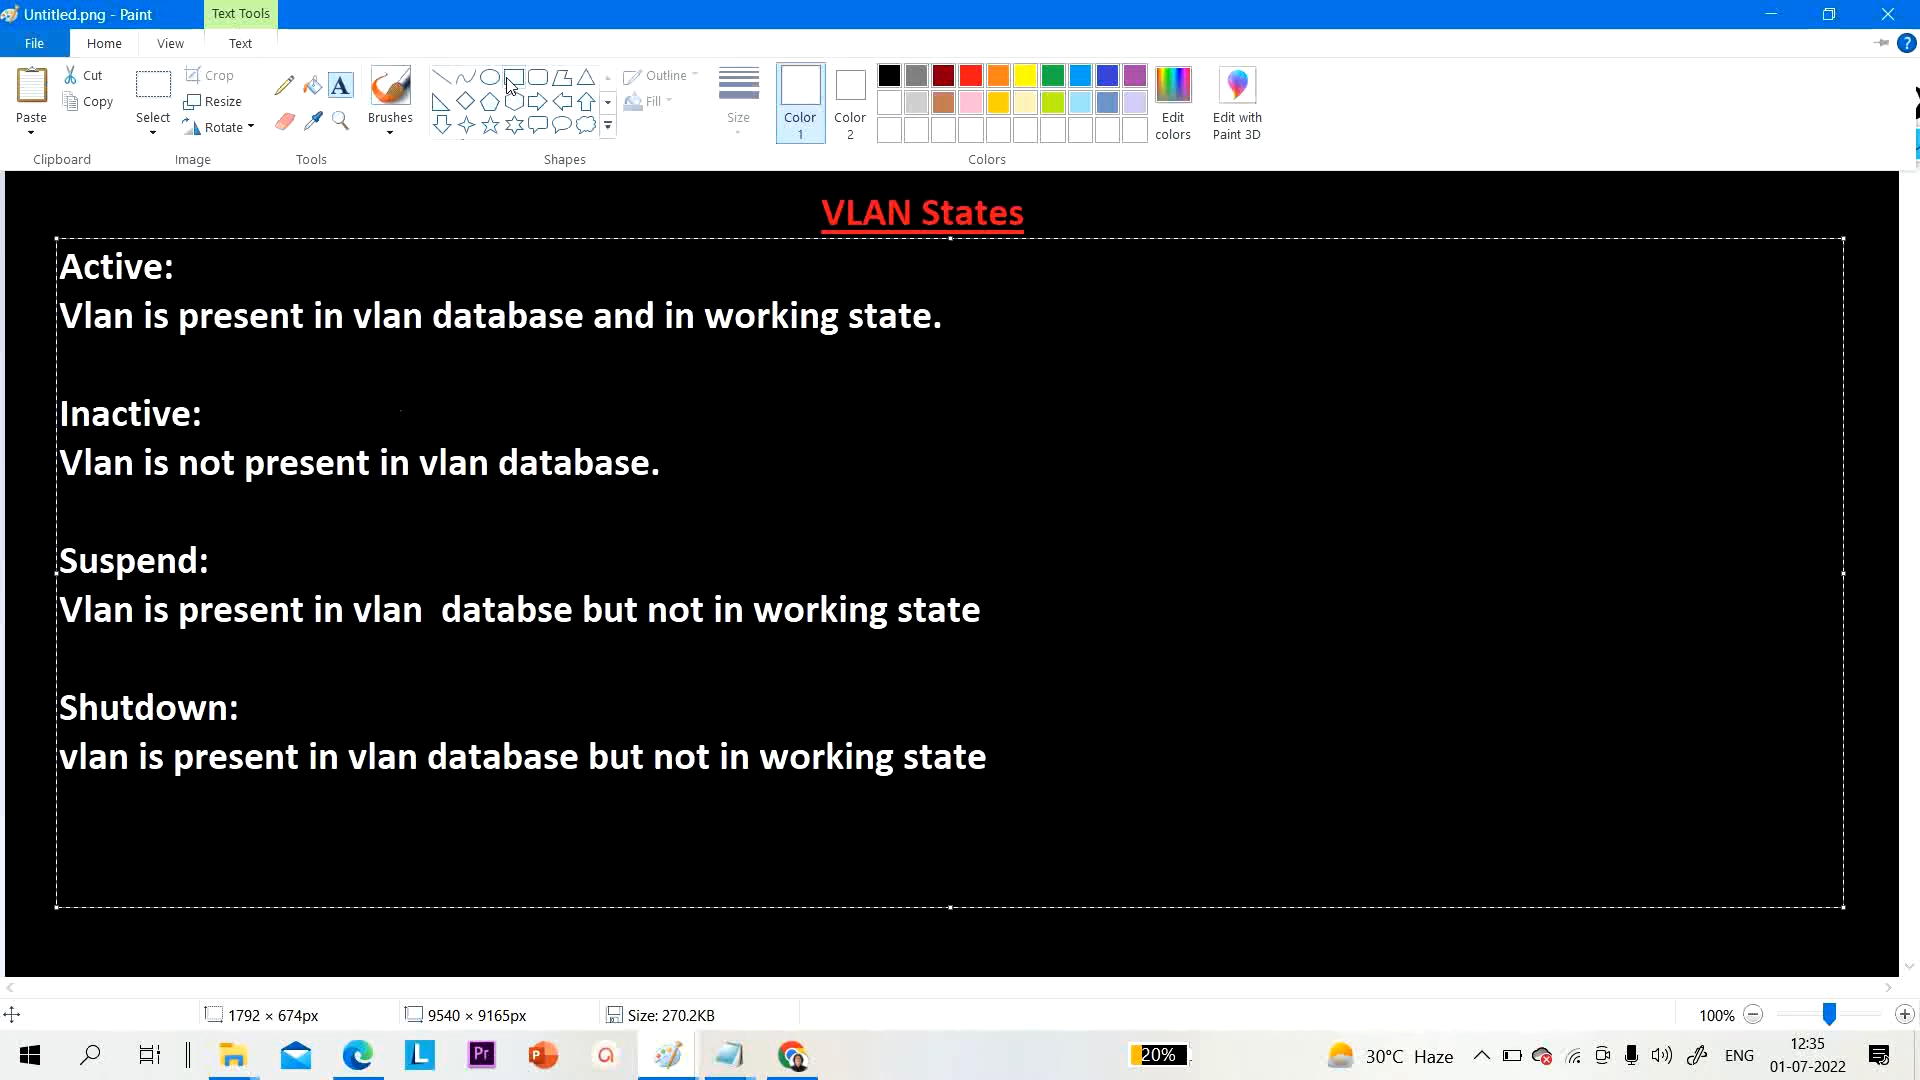 Untitled.png - Paint
Text Tools
File
Home
View
Text
Paste
Cut
Copy
Clipboard
Select
Crop
Resize
Rotate
Image
A
Tools
Brushes
Shapes
Outline
Fill
Size
Color
1
Color
2
Edit
colors
Edit with
Paint 3D
Colors
VLAN States
Active:
Vlan is present in vlan database and in working state.
Inactive:
Vlan is not present in vlan database.
Suspend:
Vlan is present in vlan  databse but not in working state
Shutdown:
vlan is present in vlan database but not in working state
1792 × 674px
9540 × 9165px
Size: 270.2KB
100%
L
Pr
P
a
20%
30°C Haze
ENG
12:35
01-07-2022